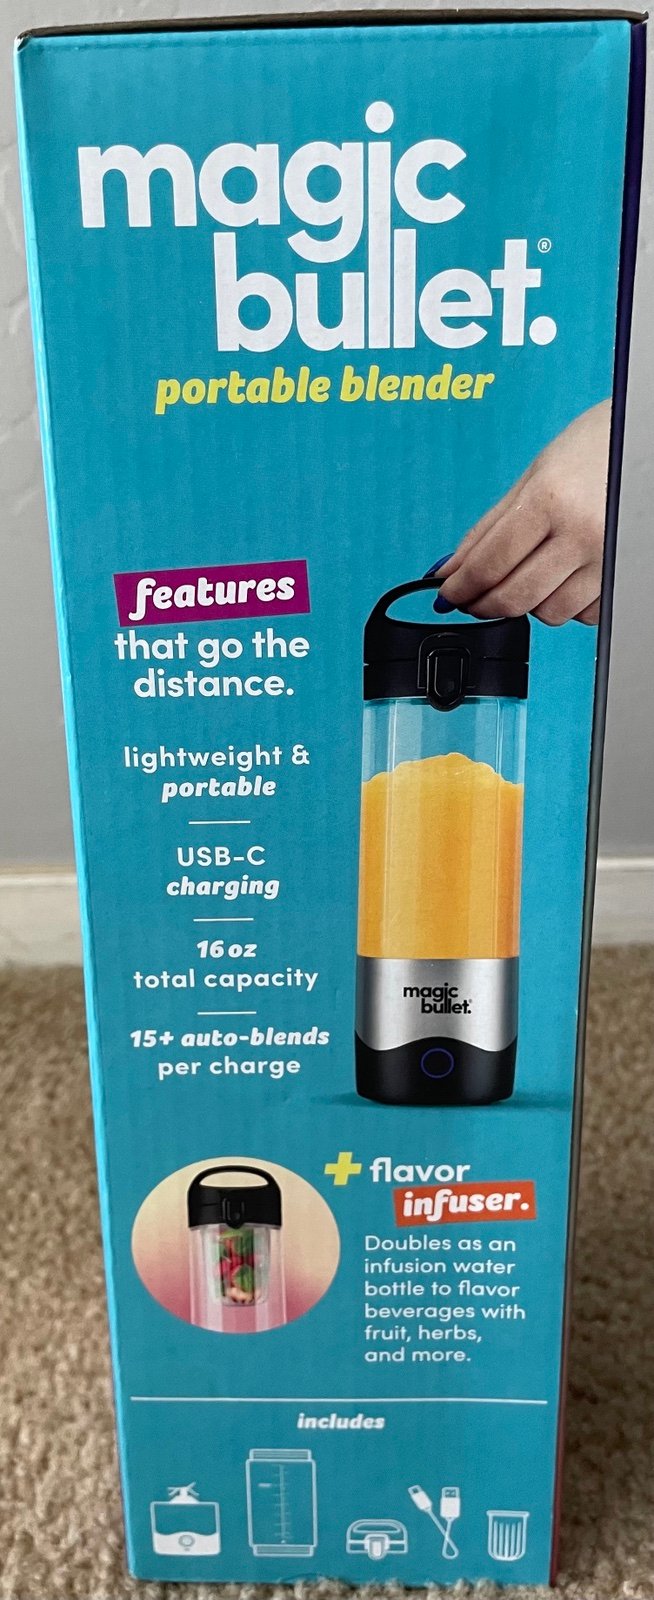 magic
bullet.®
portable blender
features
that go the
distance.
lightweight &
portable
USB-C
charging
16 oz
total capacity
15+ auto-blends
per charge
magic
bullet.
+ flavor
infuser.
Doubles as an
infusion water
bottle to flavor
beverages with
fruit, herbs,
and more.
includes